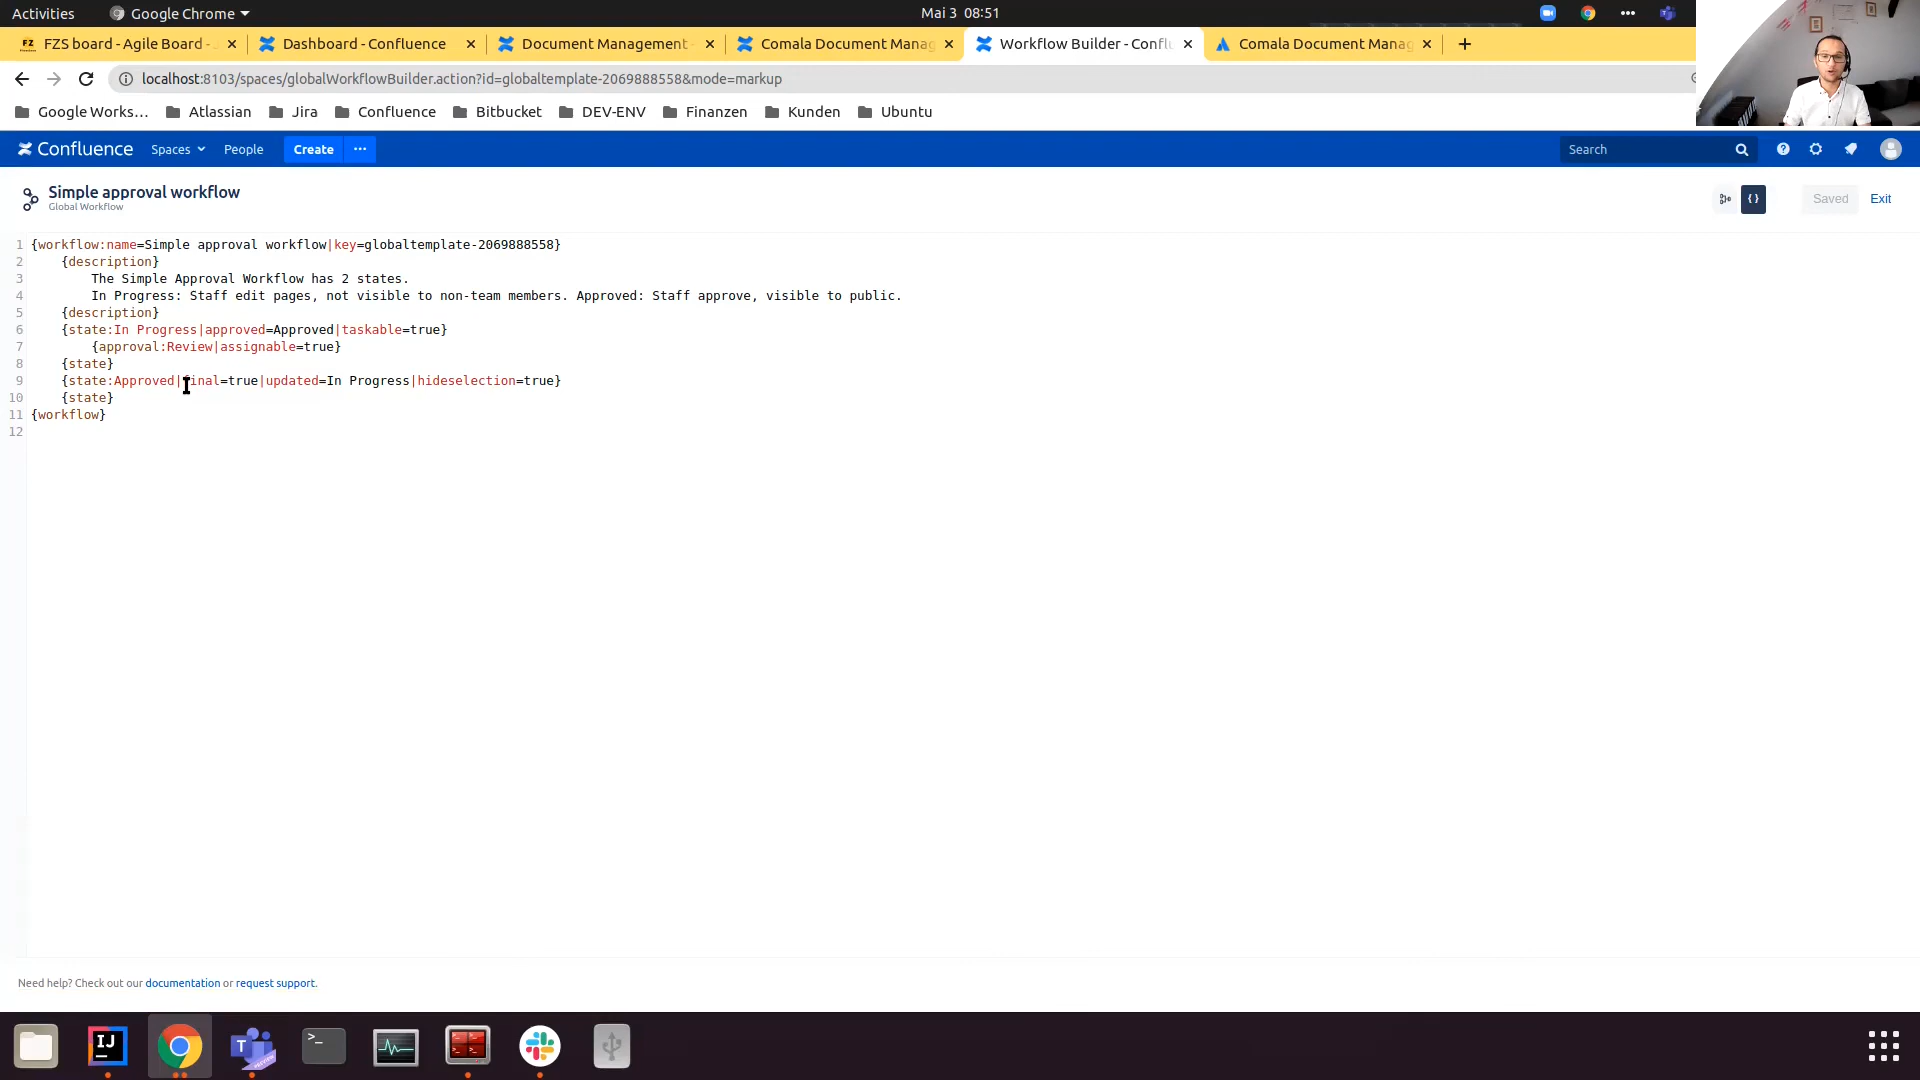 Activities Google Chrome Mai 3 08:51
FZS board - Agile Board - Dashboard - Confluence Document Management - Comala Document Manag Workflow Builder - Conflu Comala Document Manag
localhost:8103/spaces/globalWorkflowBuilder.action?id=globaltemplate-2069888558&mode=markup
Google Works... Atlassian Jira Confluence Bitbucket DEV-ENV Finanzen Kunden Ubuntu
Confluence Spaces People Create ··· Search
Simple approval workflow
Global Workflow
{} Saved Exit
1 {workflow:name=Simple approval workflow|key=globaltemplate-2069888558}
2 {description}
3 The Simple Approval Workflow has 2 states.
4 In Progress: Staff edit pages, not visible to non-team members. Approved: Staff approve, visible to public.
5 {description}
6 {state:In Progress|approved=Approved|taskable=true}
7 {approval:Review|assignable=true}
8 {state}
9 {state:Approved|final=true|updated=In Progress|hideselection=true}
10 {state}
11 {workflow}
12
Need help? Check out our documentation or request support.